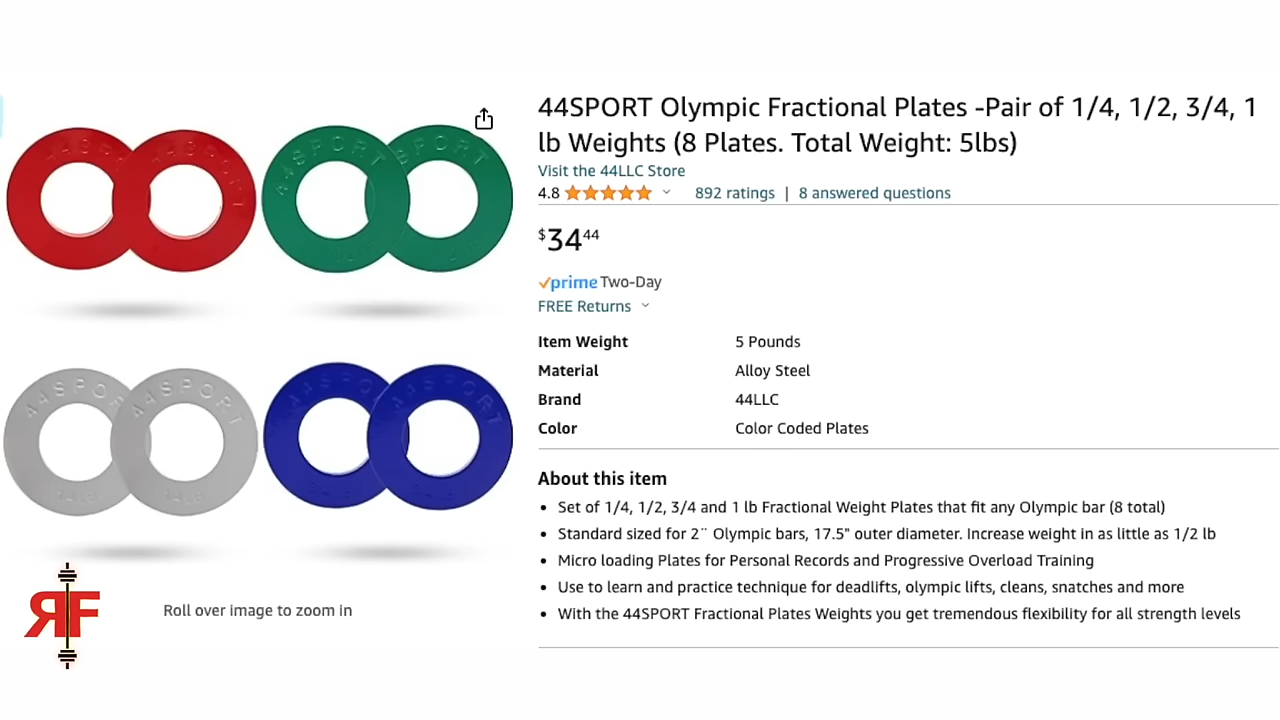 44SPORT Olympic Fractional Plates -Pair of 1/4, 1/2, 3/4, 1
lb Weights (8 Plates. Total Weight: 5lbs)
Visit the 44LLC Store
4.8
892 ratings | 8 answered questions
$34 44
prime Two-Day
FREE Returns
Item Weight 5 Pounds
Material Alloy Steel
Brand 44LLC
Color Color Coded Plates
About this item
• Set of 1/4, 1/2, 3/4 and 1 lb Fractional Weight Plates that fit any Olympic bar (8 total)
• Standard sized for 2¨ Olympic bars, 17.5" outer diameter. Increase weight in as little as 1/2 lb
• Micro loading Plates for Personal Records and Progressive Overload Training
• Use to learn and practice technique for deadlifts, olympic lifts, cleans, snatches and more
• With the 44SPORT Fractional Plates Weights you get tremendous flexibility for all strength levels
44SPORT
SPORT
44SPO
44SPORT
44SPO
44SPORT
RF
Roll over image to zoom in